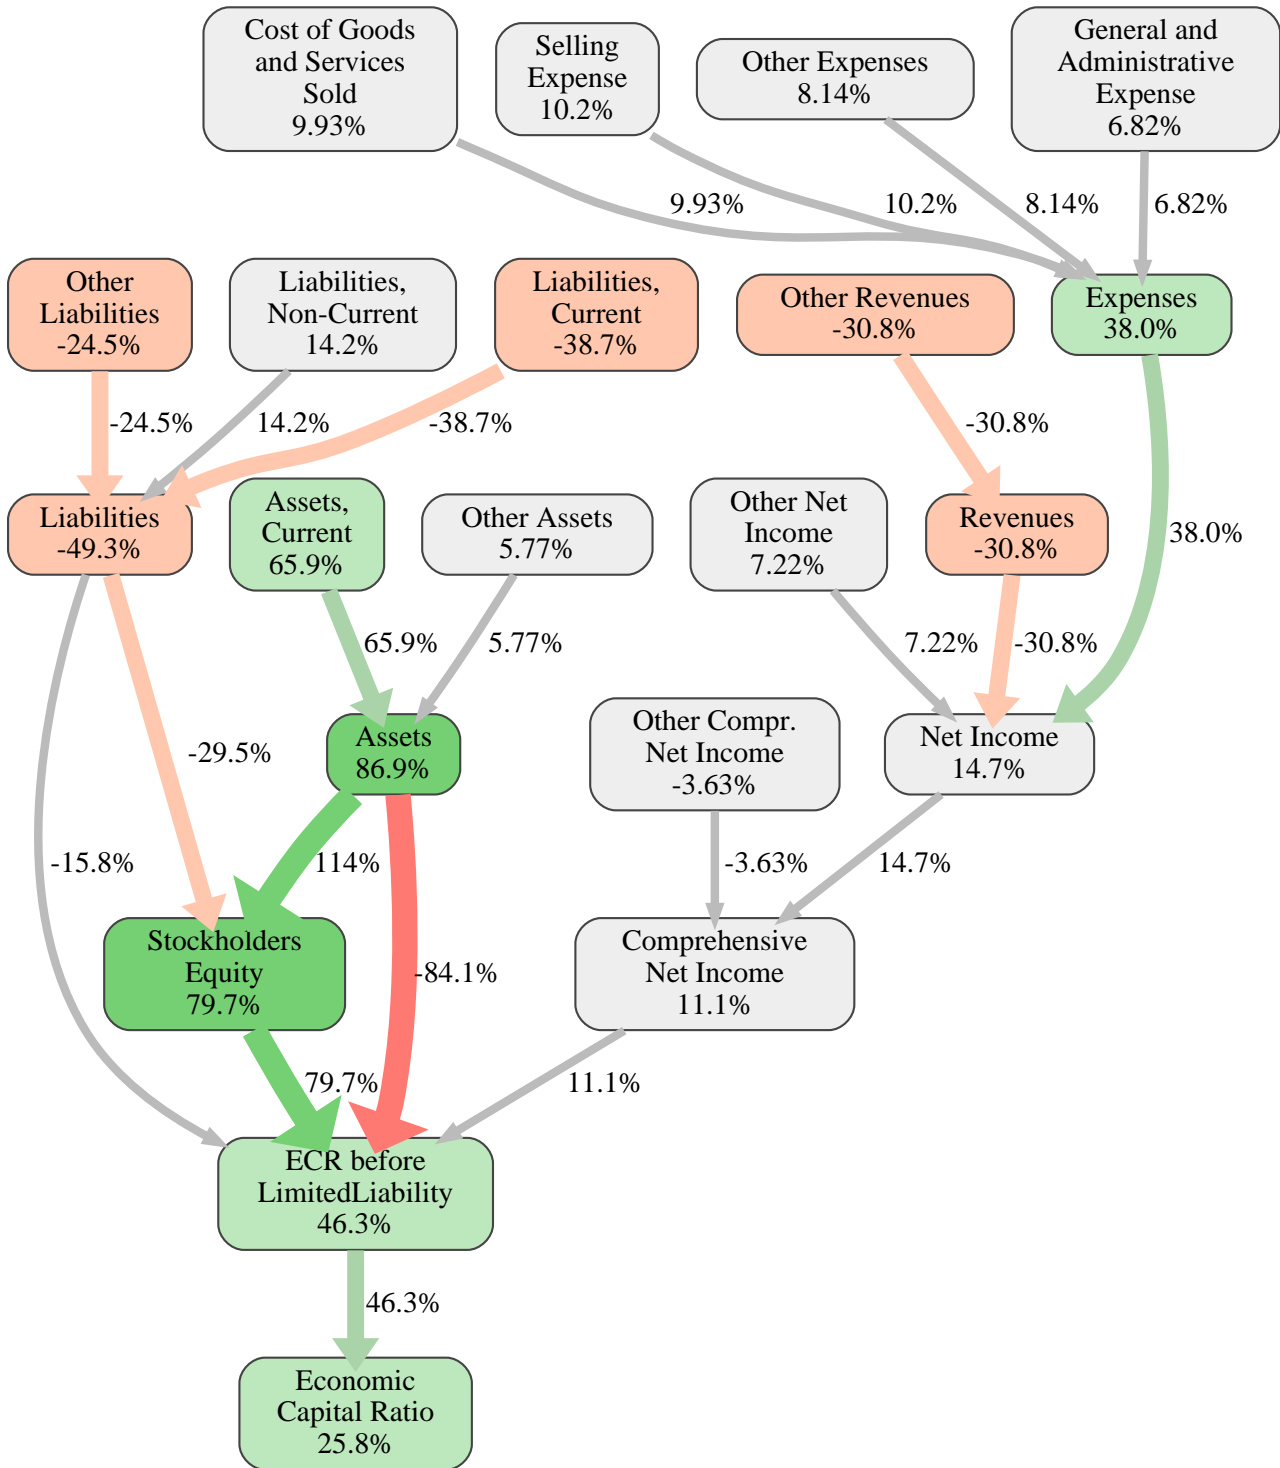 Cost of Goods
and Services
Sold
9.93%
Selling
Expense
10.2%
Other Expenses
8.14%
General and
Administrative
Expense
6.82%
9.93%
10.2%
8.14%
6.82%
Other
Liabilities
-24.5%
Liabilities,
Non-Current
14.2%
Liabilities,
Current
-38.7%
Other Revenues
-30.8%
Expenses
38.0%
-24.5%
14.2%
-38.7%
-30.8%
38.0%
Liabilities
-49.3%
Assets,
Current
65.9%
Other Assets
5.77%
Other Net
Income
7.22%
Revenues
-30.8%
65.9%
5.77%
7.22%
-30.8%
Assets
86.9%
Other Compr.
Net Income
-3.63%
Net Income
14.7%
-29.5%
-15.8%
114%
-3.63%
14.7%
Stockholders
Equity
79.7%
-84.1%
Comprehensive
Net Income
11.1%
79.7%
11.1%
ECR before
LimitedLiability
46.3%
46.3%
Economic
Capital Ratio
25.8%